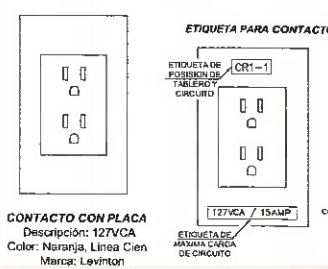 ETIQUETA PARA CONTACTO
ETIQUETA DE
POSISION DE
TABLERO Y
CIRCUITO
CR1-1
127VCA / 15AMP
ETIQUETA DE
MAXIMA CARGA
DE CIRCUITO
CONTACTO CON PLACA
Descripción: 127VCA
Color: Naranja, Linea Cien
Marca: Levinton